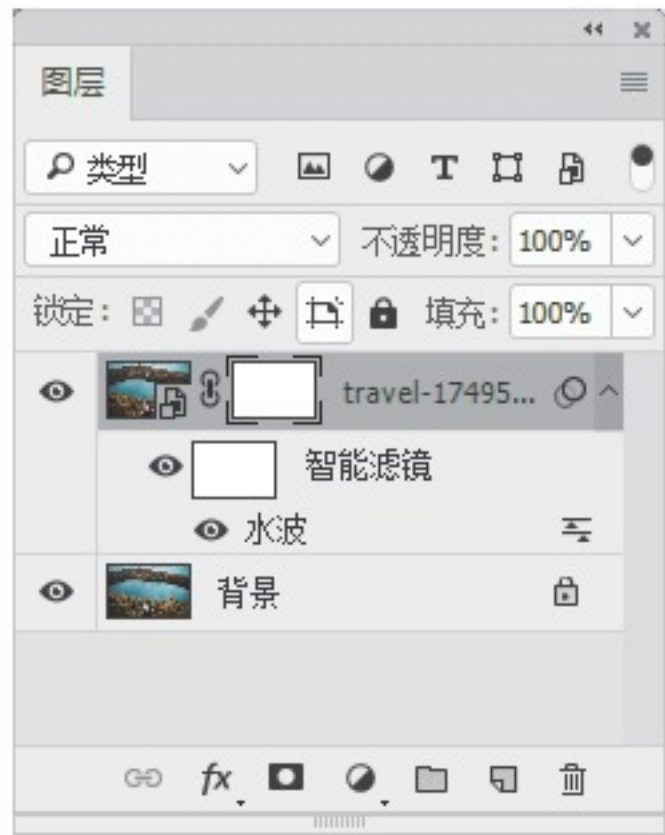 图层
类型
正常 不透明度: 100%
锁定: 填充: 100%
travel-17495...
智能滤镜
水波
背景
fx